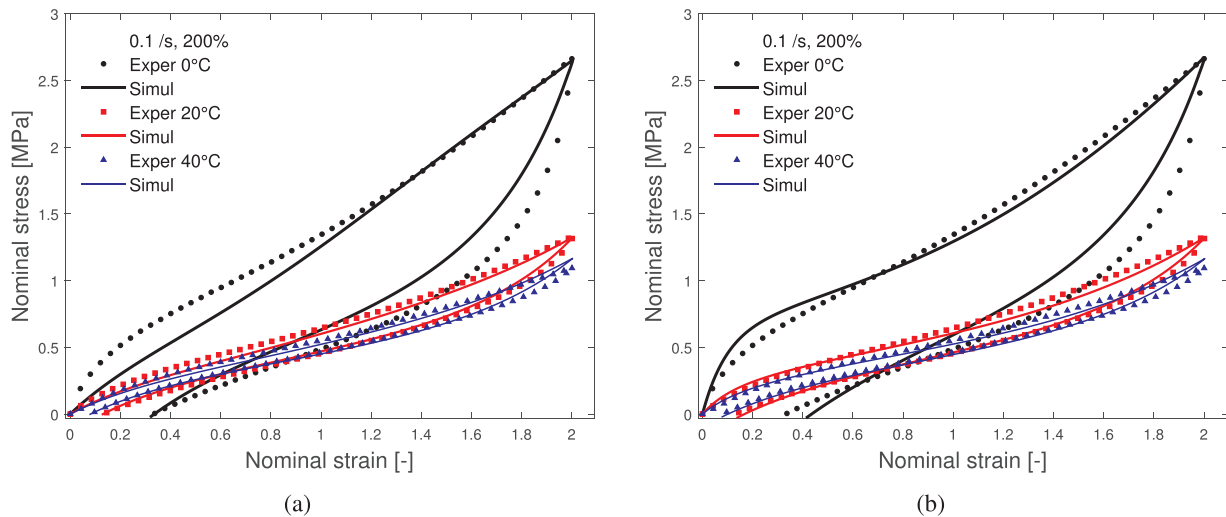 3
2.5
2
1.5
1
0.5
0
Nominal stress [MPa]
0.1 /s, 200%
Exper 0°C
Simul
Exper 20°C
Simul
Exper 40°C
Simul
0 0.2 0.4 0.6 0.8 1 1.2 1.4 1.6 1.8 2
Nominal strain [-]
(a)
3
2.5
2
1.5
1
0.5
0
Nominal stress [MPa]
0.1 /s, 200%
Exper 0°C
Simul
Exper 20°C
Simul
Exper 40°C
Simul
0 0.2 0.4 0.6 0.8 1 1.2 1.4 1.6 1.8 2
Nominal strain [-]
(b)